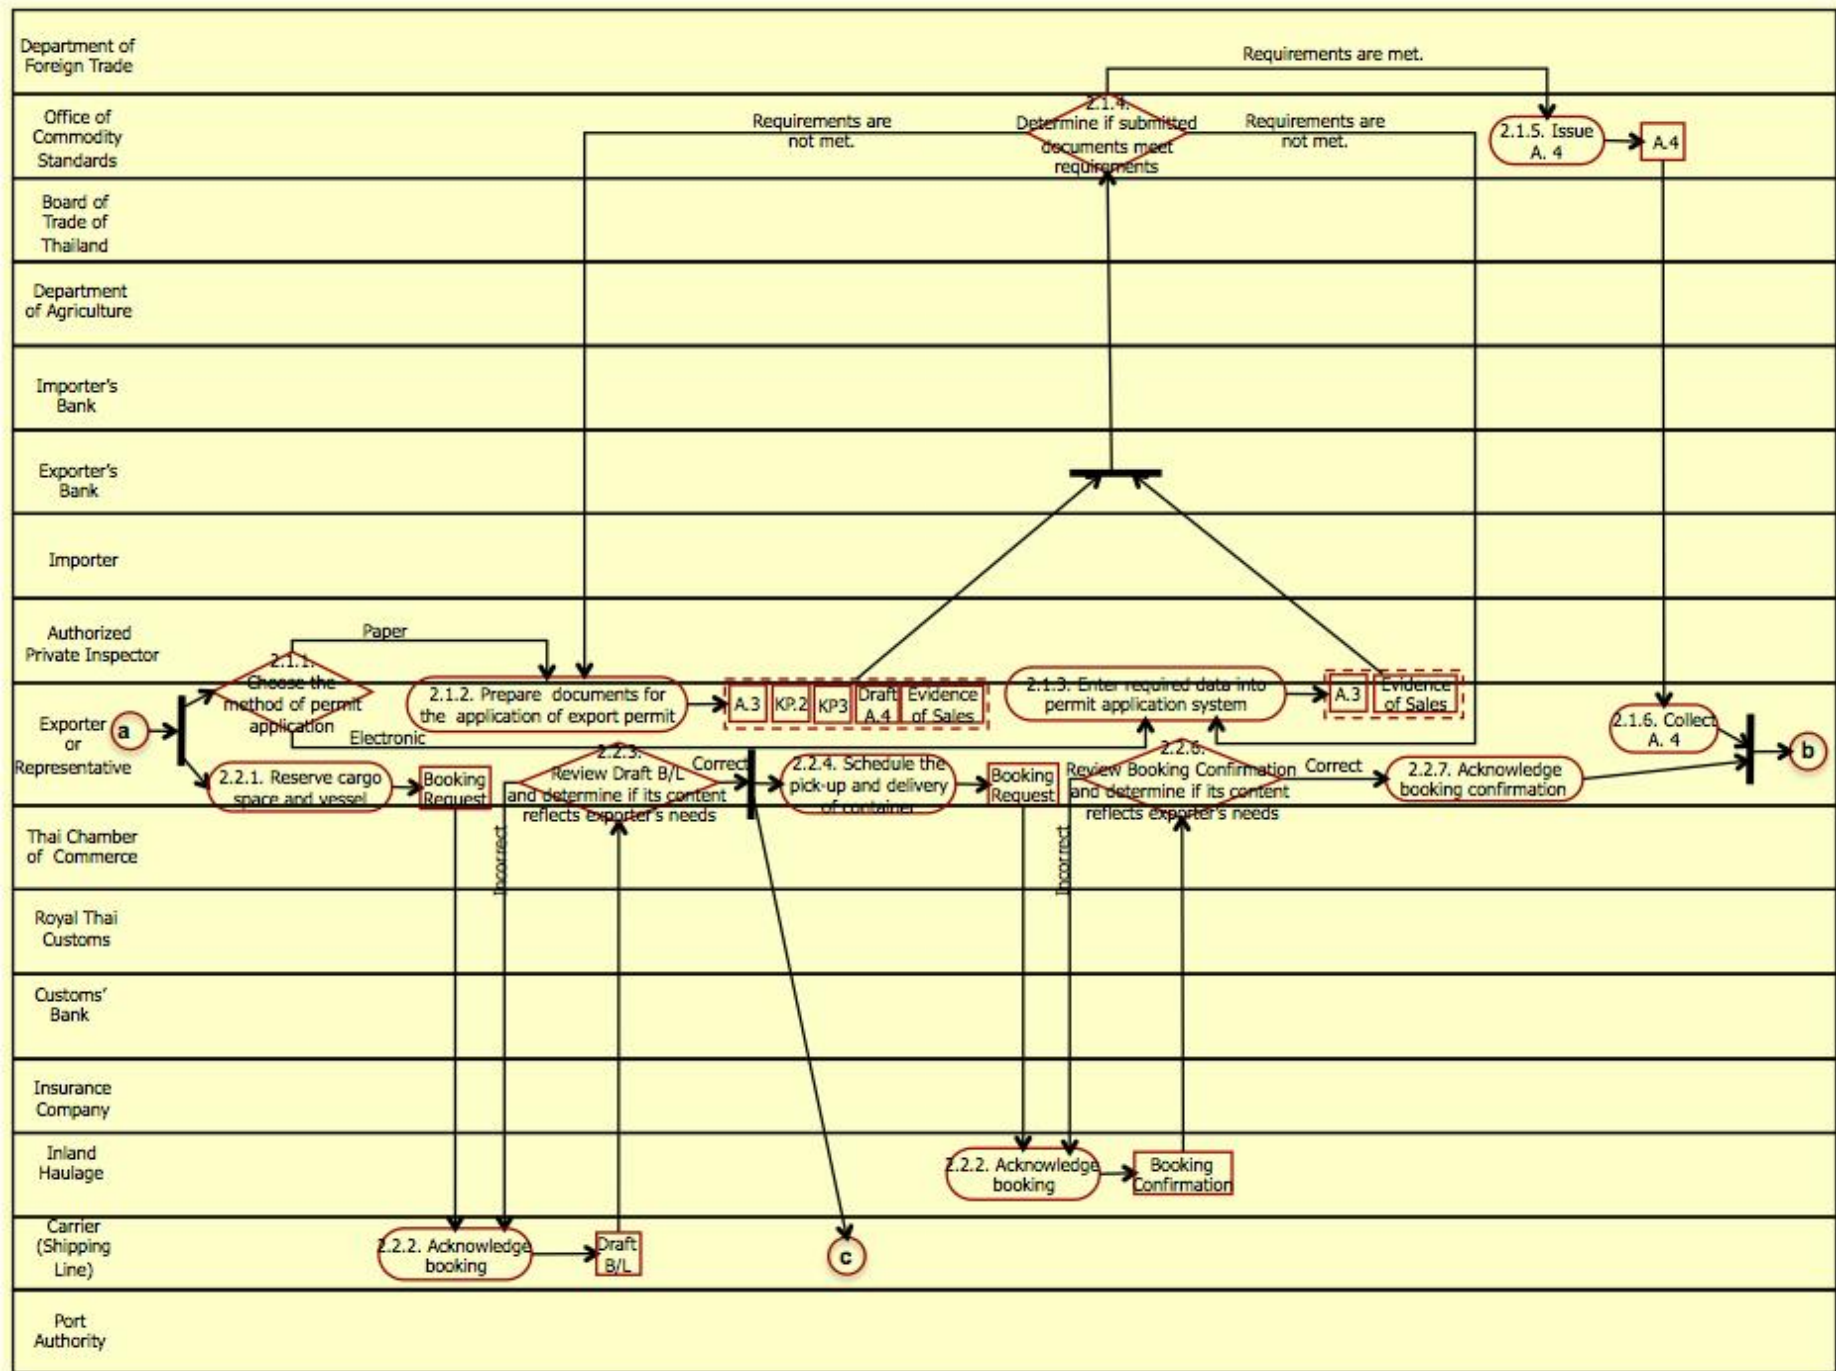 Department of
Foreign Trade
Requirements are met.
Office of
Commodity
Standards
Requirements are
not met.
2.1.4.
Determine if submitted
documents meet
requirements
Requirements are
not met.
2.1.5. Issue
A. 4
A.4
Board of
Trade of
Thailand
Department
of Agriculture
Importer's
Bank
Exporter's
Bank
Importer
Authorized
Private Inspector
Paper
2.1.1.
Choose the
method of permit
application
2.1.2. Prepare documents for
the application of export permit
A.3
KP.2
KP3
Draft
A.4
Evidence
of Sales
2.1.3. Enter required data into
permit application system
A.3
Evidence
of Sales
Exporter
or
Representative
a
Electronic
2.1.6. Collect
A. 4
b
2.2.1. Reserve cargo
space and vessel
Booking
Request
2.2.3.
Review Draft B/L
and determine if its content
reflects exporter's needs
Correct
2.2.4. Schedule the
pick-up and delivery
of container
Booking
Request
2.2.6.
Review Booking Confirmation
and determine if its content
reflects exporter's needs
Correct
2.2.7. Acknowledge
booking confirmation
Thai Chamber
of Commerce
Incorrect
Incorrect
Royal Thai
Customs
Customs'
Bank
Insurance
Company
Inland
Haulage
2.2.2. Acknowledge
booking
Booking
Confirmation
Carrier
(Shipping
Line)
2.2.2. Acknowledge
booking
Draft
B/L
c
Port
Authority